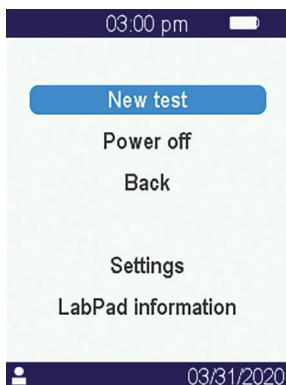 03:00 pm
New test
Power off
Back
Settings
LabPad information
03/31/2020